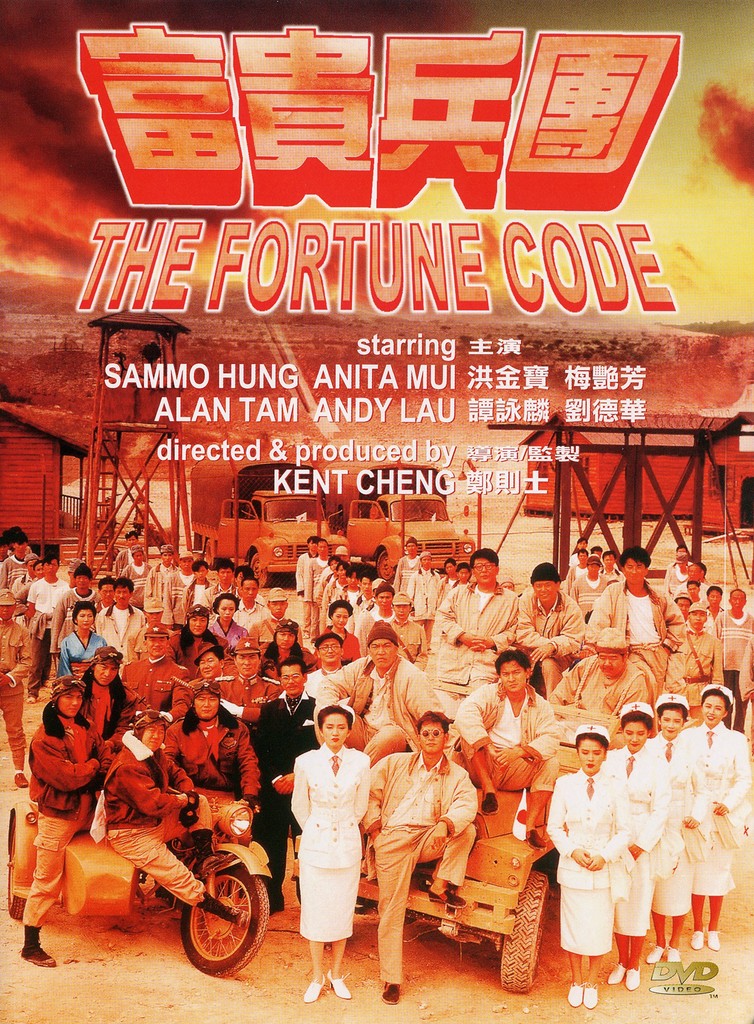 富貴兵團
THE FORTUNE CODE
starring 主演
SAMMO HUNG ANITA MUI 洪金寶 梅艷芳
ALAN TAM ANDY LAU 譚詠麟 劉德華
directed & produced by 導演/監製
KENT CHENG 鄭則士
DVD
VIDEO
TM